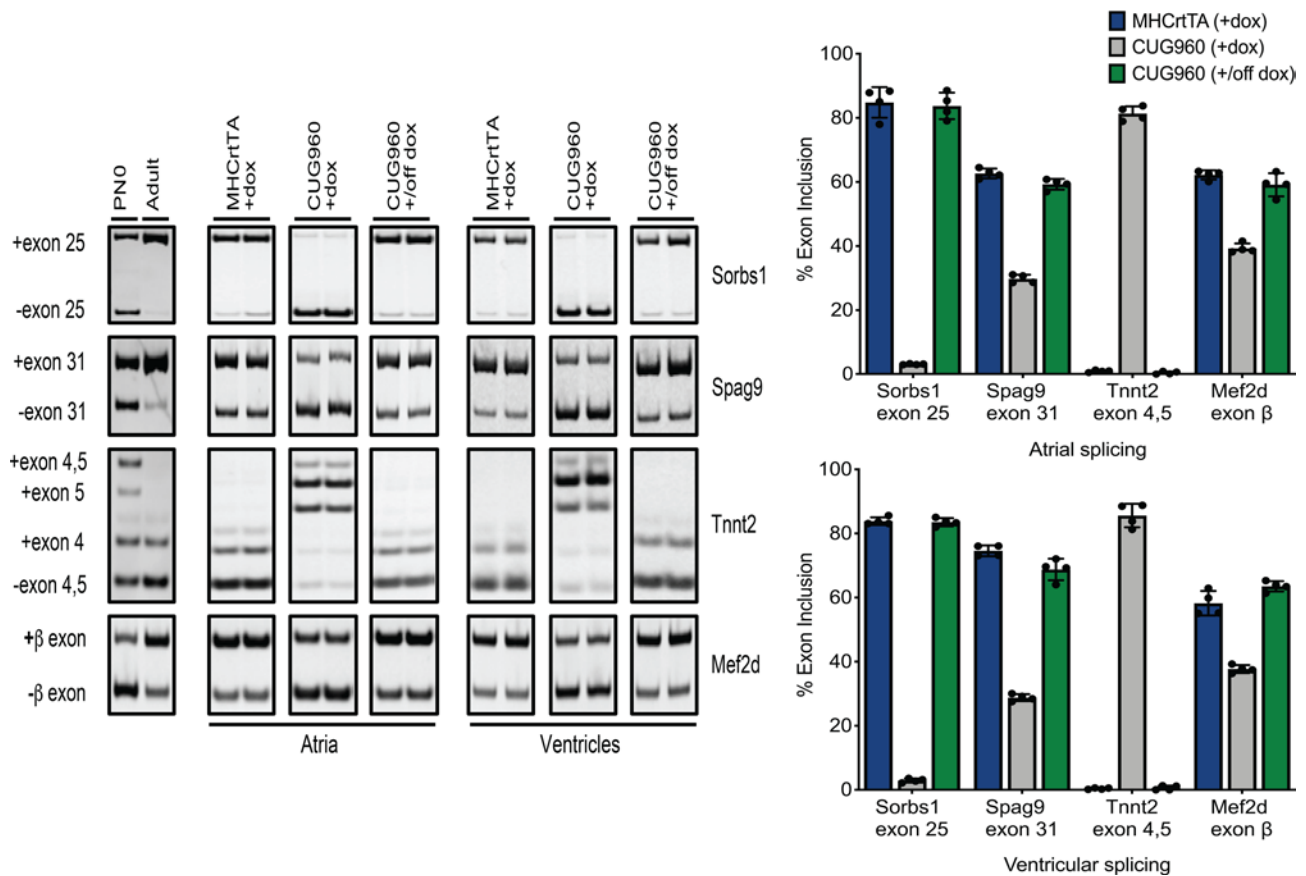 PN0
Adult
MHCrtTA
+dox
CUG960
+dox
CUG960
+/off dox
MHCrtTA
+dox
CUG960
+dox
CUG960
+/off dox
+exon 25
-exon 25
Sorbs1
+exon 31
-exon 31
Spag9
+exon 4,5
+exon 5
+exon 4
-exon 4,5
Tnnt2
+β exon
-β exon
Mef2d
Atria
Ventricles
MHCrtTA (+dox)
CUG960 (+dox)
CUG960 (+/off dox)
% Exon Inclusion
100
80
60
40
20
0
Sorbs1
exon 25
Spag9
exon 31
Tnnt2
exon 4,5
Mef2d
exon β
Atrial splicing
% Exon Inclusion
100
80
60
40
20
0
Sorbs1
exon 25
Spag9
exon 31
Tnnt2
exon 4,5
Mef2d
exon β
Ventricular splicing